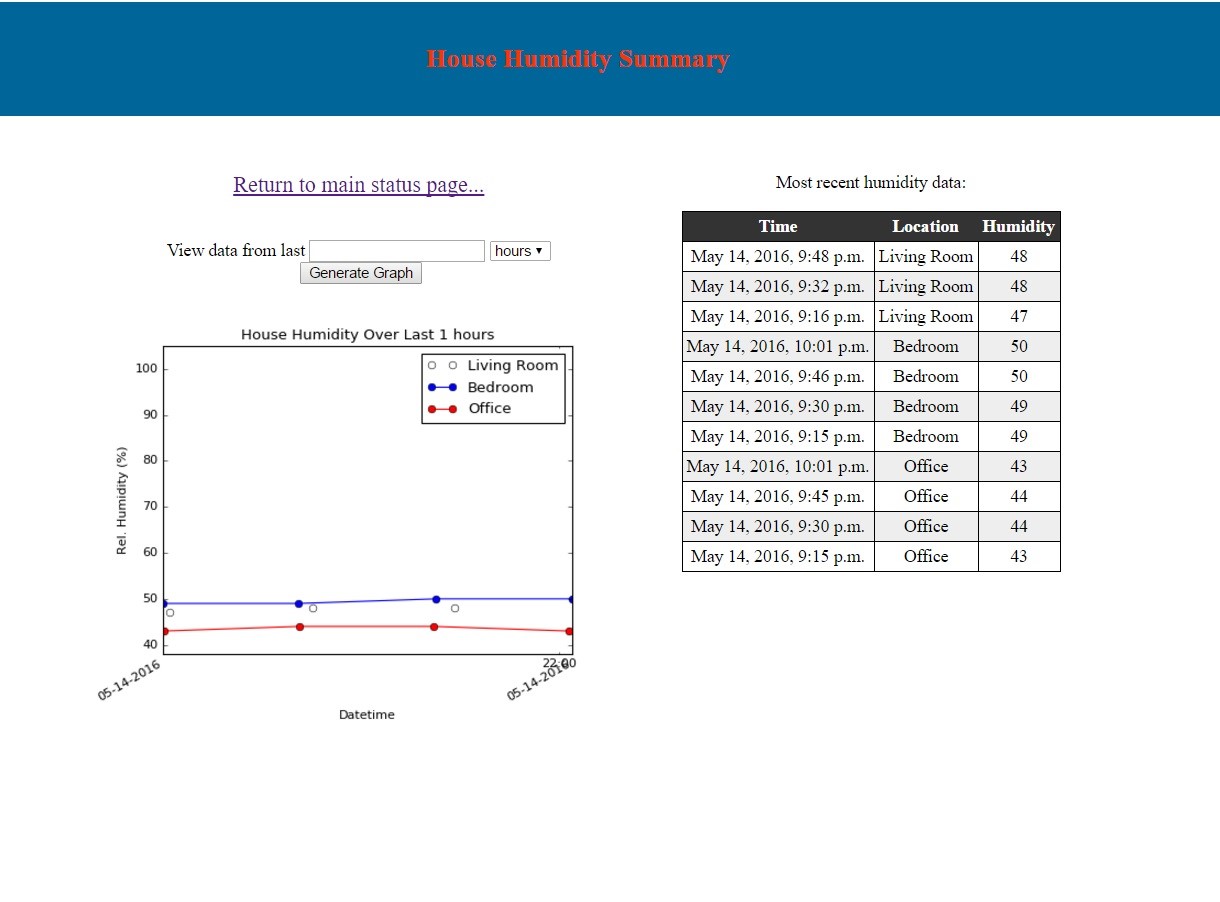 House Humidity Summary
Return to main status page...
View data from last hours
Generate Graph
House Humidity Over Last 1 hours
Living Room
Bedroom
Office
Rel. Humidity (%)
100
90
80
70
60
50
40
05-14-2016
22:00
05-14-2016
Datetime
Most recent humidity data:
Time Location Humidity
May 14, 2016, 9:48 p.m. Living Room 48
May 14, 2016, 9:32 p.m. Living Room 48
May 14, 2016, 9:16 p.m. Living Room 47
May 14, 2016, 10:01 p.m. Bedroom 50
May 14, 2016, 9:46 p.m. Bedroom 50
May 14, 2016, 9:30 p.m. Bedroom 49
May 14, 2016, 9:15 p.m. Bedroom 49
May 14, 2016, 10:01 p.m. Office 43
May 14, 2016, 9:45 p.m. Office 44
May 14, 2016, 9:30 p.m. Office 44
May 14, 2016, 9:15 p.m. Office 43